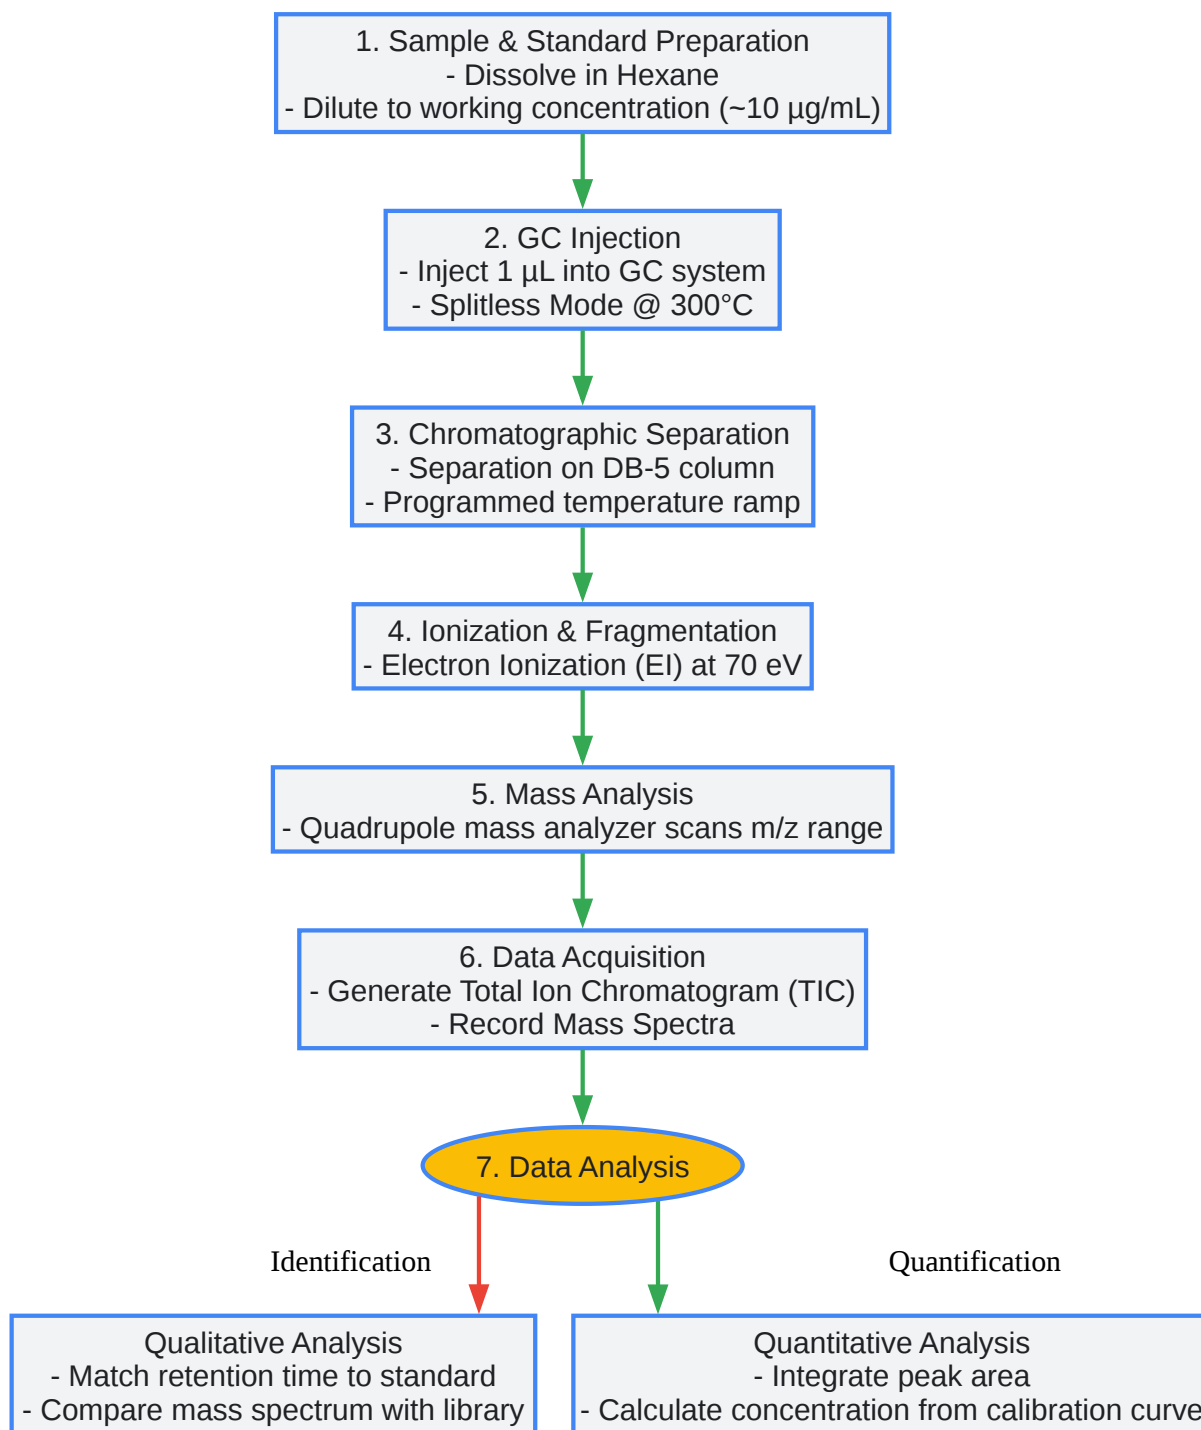 1. Sample & Standard Preparation
- Dissolve in Hexane
- Dilute to working concentration (~10 µg/mL)
2. GC Injection
- Inject 1 µL into GC system
- Splitless Mode @ 300°C
3. Chromatographic Separation
- Separation on DB-5 column
- Programmed temperature ramp
4. Ionization & Fragmentation
- Electron Ionization (EI) at 70 eV
5. Mass Analysis
- Quadrupole mass analyzer scans m/z range
6. Data Acquisition
- Generate Total Ion Chromatogram (TIC)
- Record Mass Spectra
7. Data Analysis
Identification
Quantification
Qualitative Analysis
- Match retention time to standard
- Compare mass spectrum with library
Quantitative Analysis
- Integrate peak area
- Calculate concentration from calibration curve